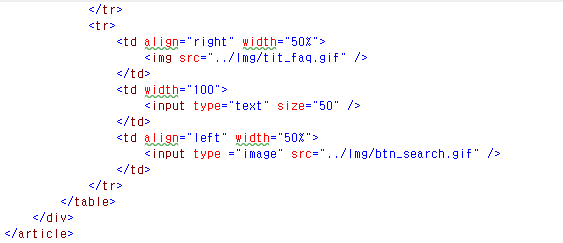 </tr>
<tr>
<td align="right" width="50%">
<img src="../Img/tit_faq.gif" />
</td>
<td width="100">
<input type="text" size="50" />
</td>
<td align="left" width="50%">
<input type ="image" src="../Img/btn_search.gif" />
</td>
</tr>
</table>
</div>
</article>